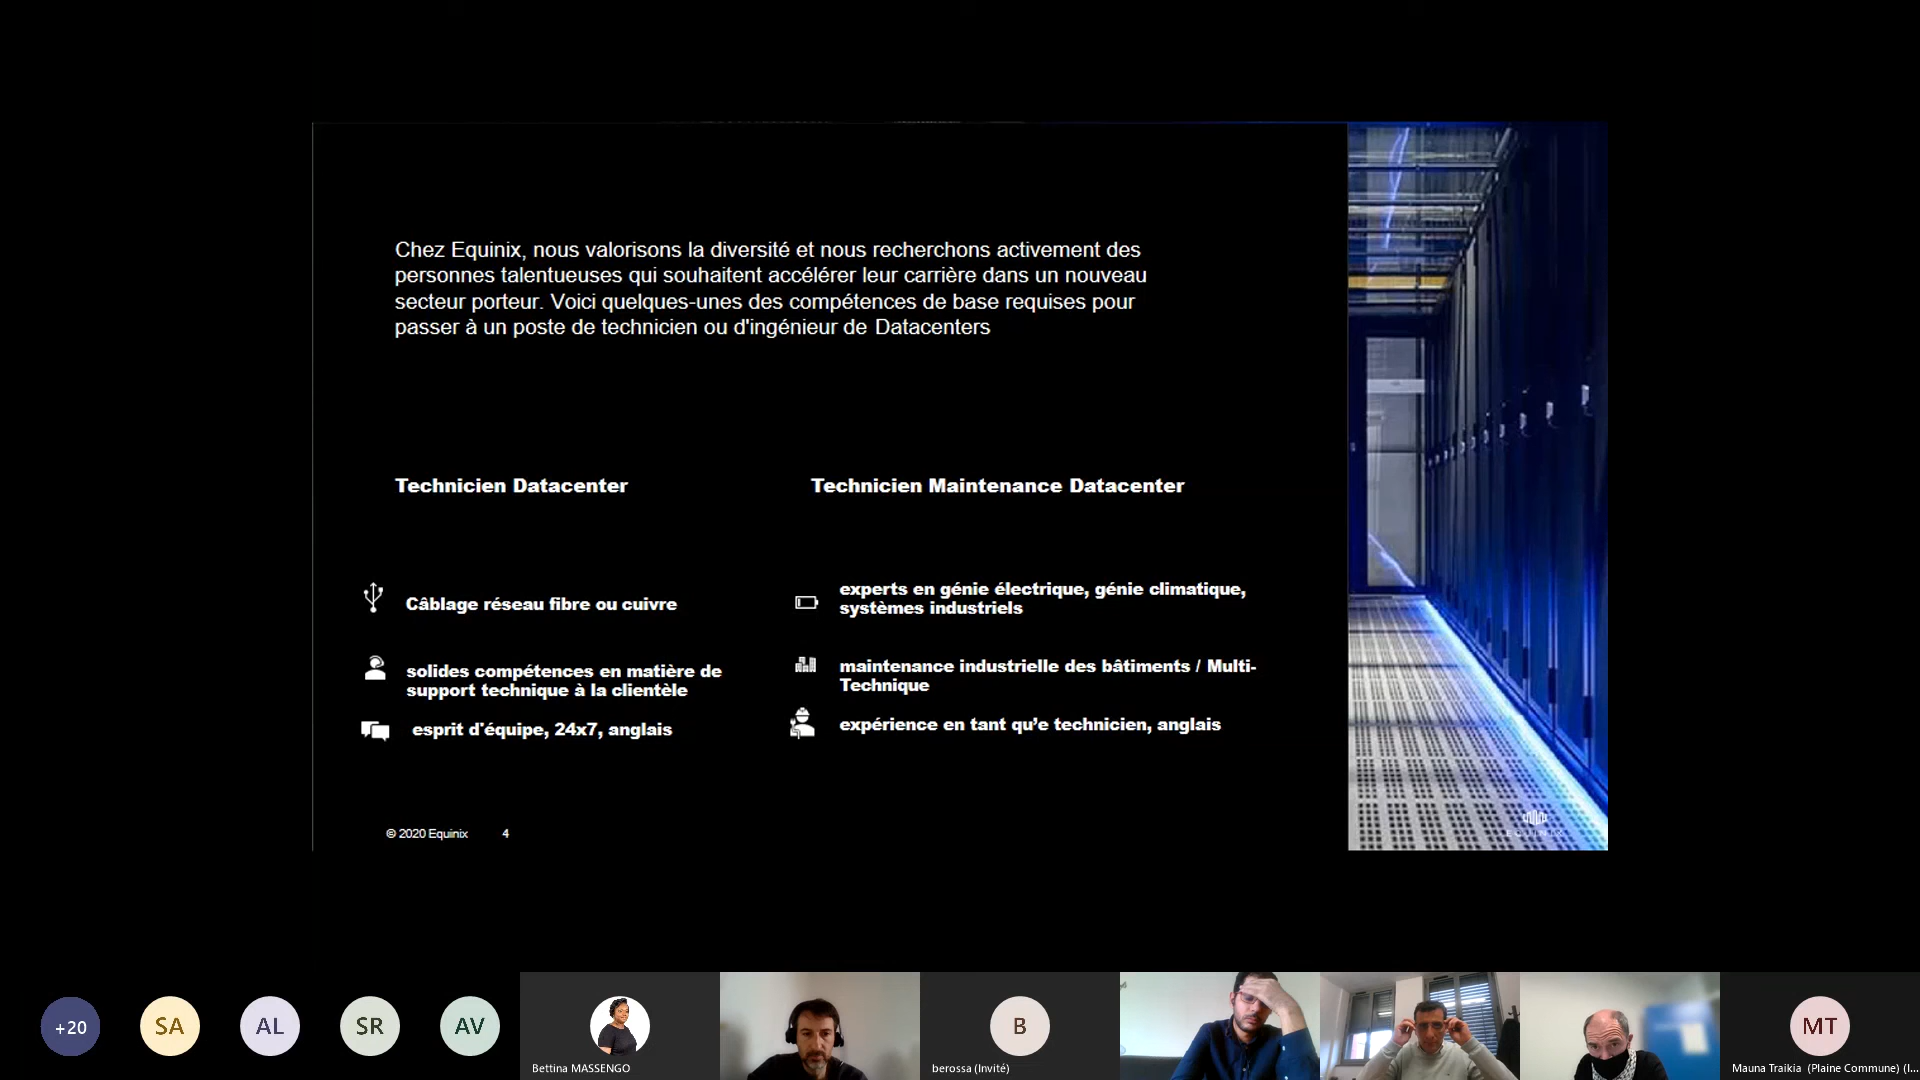 Chez Equinix, nous valorisons la diversité et nous recherchons activement des
personnes talentueuses qui souhaitent accélérer leur carrière dans un nouveau
secteur porteur. Voici quelques-unes des compétences de base requises pour
passer à un poste de technicien ou d'ingénieur de Datacenters
Technicien Datacenter
Câblage réseau fibre ou cuivre
solides compétences en matière de
support technique à la clientèle
esprit d'équipe, 24x7, anglais
Technicien Maintenance Datacenter
experts en génie électrique, génie climatique,
systèmes industriels
maintenance industrielle des bâtiments / Multi-
Technique
expérience en tant qu’e technicien, anglais
© 2020 Equinix 4
EQUINIX
+20
SA
AL
SR
AV
Bettina MASSENGO
B
berossa (Invité)
MT
Mauna Traikia (Plaine Commune) (I...